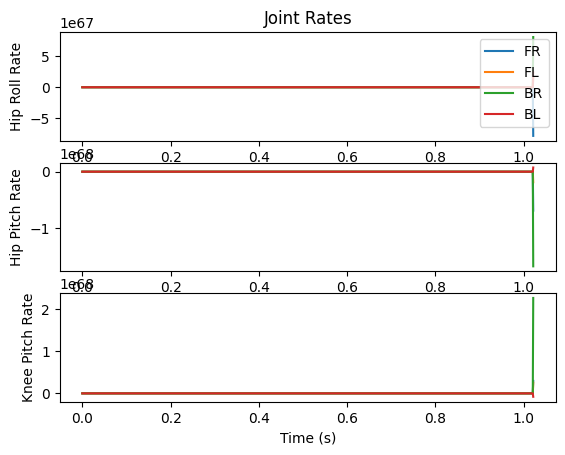 Joint Rates
1e67
Hip Roll Rate
5
0
−5
FR
FL
BR
BL
0.0 0.2 0.4 0.6 0.8 1.0
1e68
Hip Pitch Rate
0
−1
0.0 0.2 0.4 0.6 0.8 1.0
1e68
Knee Pitch Rate
2
1
0
0.0 0.2 0.4 0.6 0.8 1.0
Time (s)